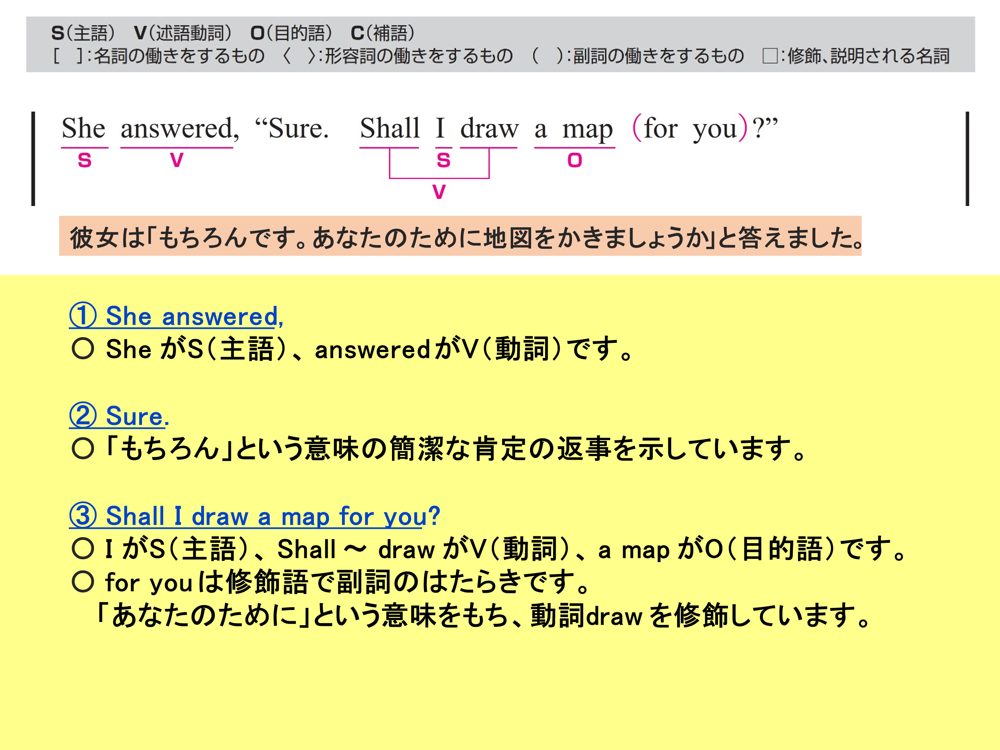 S（主語）　V（述語動詞）　O（目的語）　C（補語）
［　］：名詞の働きをするもの　〈　〉：形容詞の働きをするもの　（　）：副詞の働きをするもの　□：修飾、説明される名詞
She answered, “Sure. Shall I draw a map (for you)?”
S V S O
V
彼女は「もちろんです。あなたのために地図をかきましょうか」と答えました。
① She answered,
○ She がS（主語）、answeredがV（動詞）です。
② Sure.
○「もちろん」という意味の簡潔な肯定の返事を示しています。
③ Shall I draw a map for you?
○ I がS（主語）、Shall ～ draw がV（動詞）、a map がO（目的語）です。
○ for you は修飾語で副詞のはたらきです。
「あなたのために」という意味をもち、動詞draw を修飾しています。